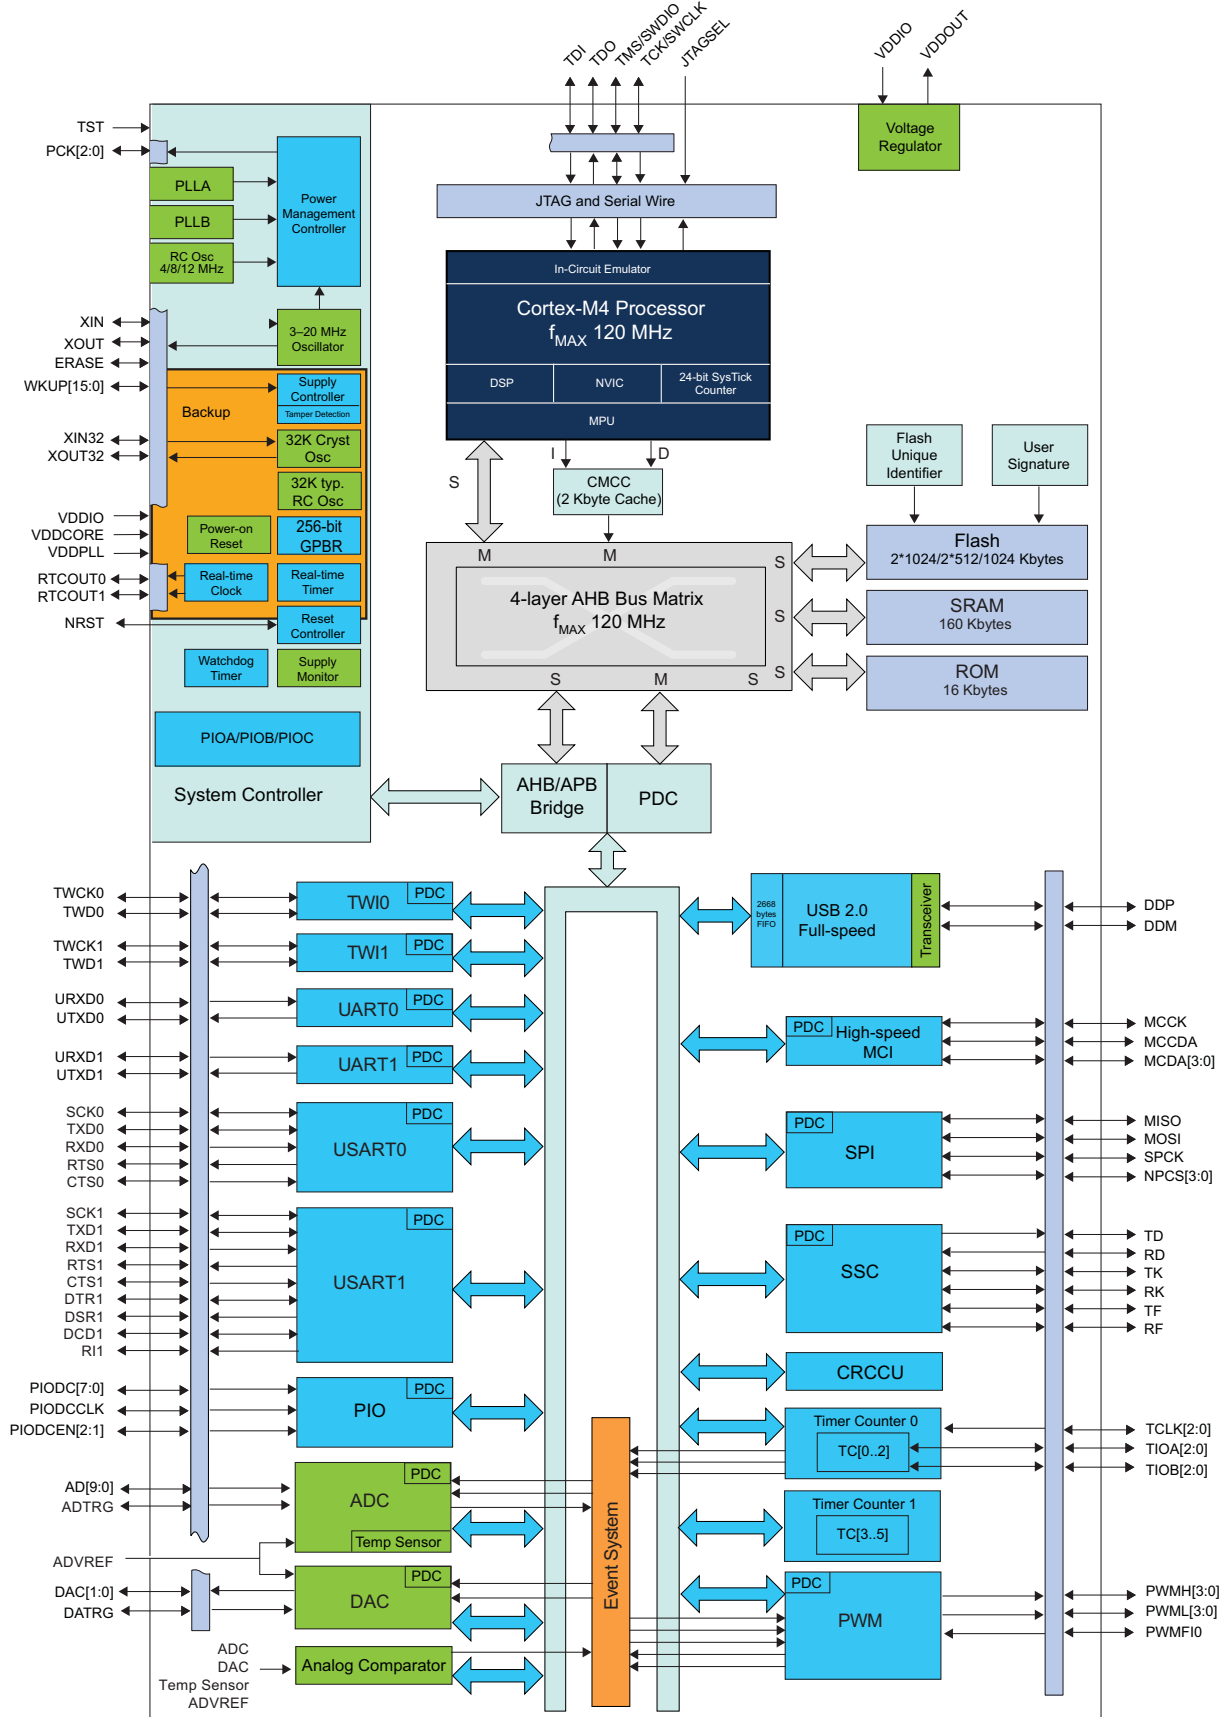 TDI
TDO
TMS/SWDIO
TCK/SWCLK
JTAGSEL
VDDIO
VDDOUT
TST
PCK[2:0]
PLLA
PLLB
RC Osc
4/8/12 MHz
Power
Management
Controller
Voltage
Regulator
JTAG and Serial Wire
In-Circuit Emulator
Cortex-M4 Processor
fMAX 120 MHz
DSP
NVIC
24-bit SysTick
Counter
MPU
XIN
XOUT
ERASE
WKUP[15:0]
XIN32
XOUT32
VDDIO
VDDCORE
VDDPLL
RTCOUT0
RTCOUT1
NRST
3–20 MHz
Oscillator
Backup
Supply
Controller
Tamper Detection
32K Cryst
Osc
32K typ.
RC Osc
Power-on
Reset
256-bit
GPBR
Real-time
Clock
Real-time
Timer
Reset
Controller
Watchdog
Timer
Supply
Monitor
PIOA/PIOB/PIOC
System Controller
S
I
D
CMCC
(2 Kbyte Cache)
Flash
Unique
Identifier
User
Signature
M
M
S
Flash
2*1024/2*512/1024 Kbytes
4-layer AHB Bus Matrix
fMAX 120 MHz
S
SRAM
160 Kbytes
S
ROM
16 Kbytes
S
M
S
AHB/APB
Bridge
PDC
TWCK0
TWD0
PDC
TWI0
TWCK1
TWD1
PDC
TWI1
URXD0
UTXD0
PDC
UART0
URXD1
UTXD1
PDC
UART1
SCK0
TXD0
RXD0
RTS0
CTS0
PDC
USART0
SCK1
TXD1
RXD1
RTS1
CTS1
DTR1
DSR1
DCD1
RI1
PDC
USART1
PIODC[7:0]
PIODCCLK
PIODCEN[2:1]
PDC
PIO
AD[9:0]
ADTRG
PDC
ADC
Temp Sensor
ADVREF
DAC[1:0]
DATRG
PDC
DAC
ADC
DAC
Temp Sensor
ADVREF
Analog Comparator
Event System
2668
bytes
FIFO
USB 2.0
Full-speed
Transceiver
DDP
DDM
PDC
High-speed
MCI
MCCK
MCCDA
MCDA[3:0]
PDC
SPI
MISO
MOSI
SPCK
NPCS[3:0]
PDC
SSC
TD
RD
TK
RK
TF
RF
CRCCU
Timer Counter 0
TC[0..2]
TCLK[2:0]
TIOA[2:0]
TIOB[2:0]
Timer Counter 1
TC[3..5]
PDC
PWM
PWMH[3:0]
PWML[3:0]
PWMFI0